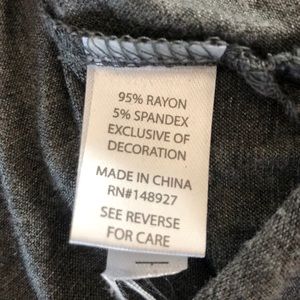 95% RAYON
5% SPANDEX
EXCLUSIVE OF
DECORATION
MADE IN CHINA
RN#148927
SEE REVERSE
FOR CARE